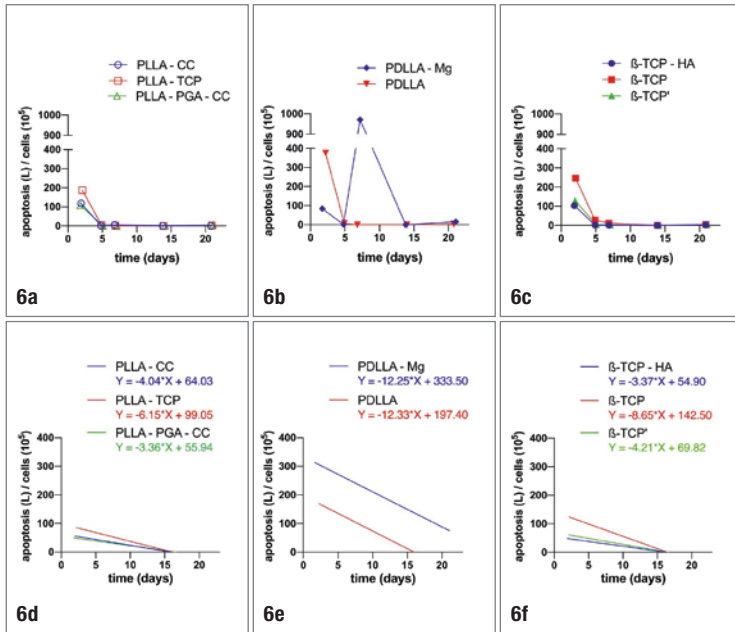 PLLA - CC
PLLA - TCP
PLLA - PGA - CC
apoptosis (L) / cells (10⁵)
1000
900
400
300
200
100
0
0 5 10 15 20
time (days)
6a
PDLLA - Mg
PDLLA
apoptosis (L) / cells (10⁵)
1000
900
400
300
200
100
0
0 5 10 15 20
time (days)
6b
ß-TCP - HA
ß-TCP
ß-TCP'
apoptosis (L) / cells (10⁵)
1000
900
400
300
200
100
0
0 5 10 15 20
time (days)
6c
PLLA - CC
Y = -4.04*X + 64.03
PLLA - TCP
Y = -6.15*X + 99.05
PLLA - PGA - CC
Y = -3.36*X + 55.94
apoptosis (L) / cells (10⁵)
400
300
200
100
0
0 5 10 15 20
time (days)
6d
PDLLA - Mg
Y = -12.25*X + 333.50
PDLLA
Y = -12.33*X + 197.40
apoptosis (L) / cells (10⁵)
400
300
200
100
0
0 5 10 15 20
time (days)
6e
ß-TCP - HA
Y = -3.37*X + 54.90
ß-TCP
Y = -8.65*X + 142.50
ß-TCP'
Y = -4.21*X + 69.82
apoptosis (L) / cells (10⁵)
400
300
200
100
0
0 5 10 15 20
time (days)
6f